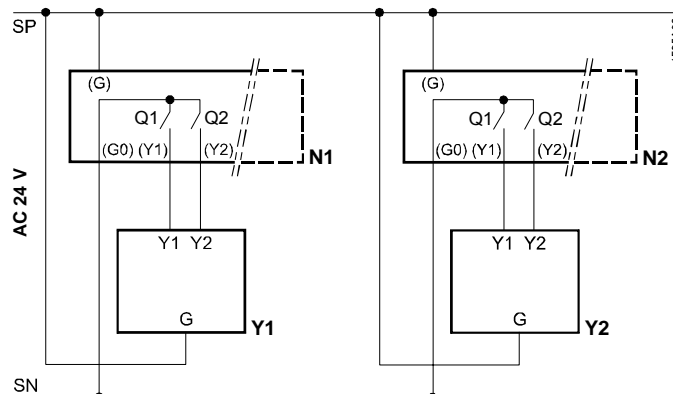 SP
(G)
(G)
Q1 Q2
Q1 Q2
(G0) (Y1) (Y2)
N1
(G0) (Y1) (Y2)
N2
AC 24 V
Y1 Y2
Y1 Y2
G
Y1
G
Y2
SN